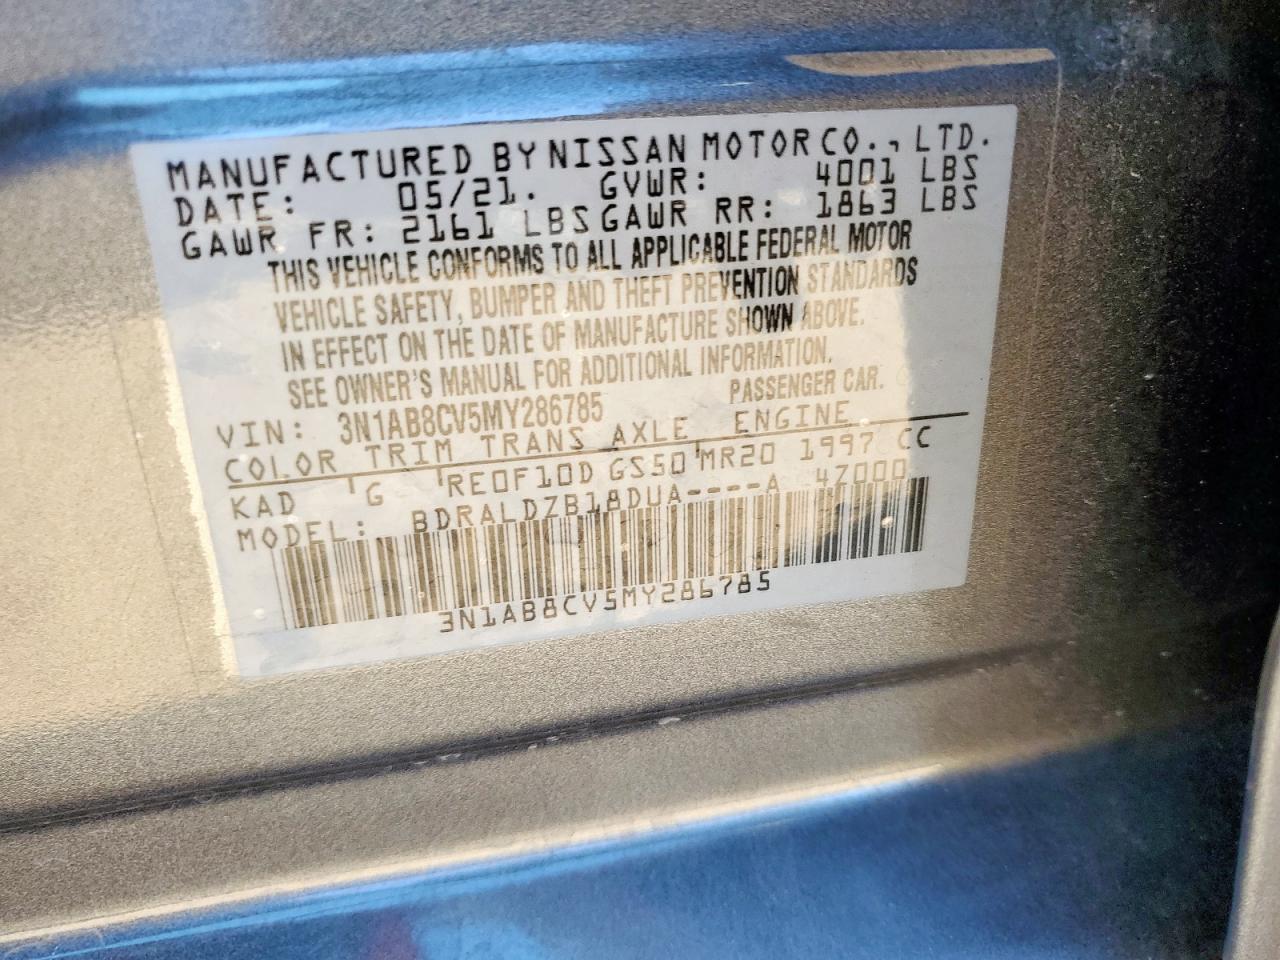 MANUFACTURED BY NISSAN MOTOR CO., LTD.
DATE: 05/21. GVWR: 4001 LBS
GAWR FR: 2161 LBS GAWR RR: 1863 LBS
THIS VEHICLE CONFORMS TO ALL APPLICABLE FEDERAL MOTOR
VEHICLE SAFETY, BUMPER AND THEFT PREVENTION STANDARDS
IN EFFECT ON THE DATE OF MANUFACTURE SHOWN ABOVE.
SEE OWNER'S MANUAL FOR ADDITIONAL INFORMATION.
VIN: 3N1AB8CV5MY286785 PASSENGER CAR.
COLOR TRIM TRANS AXLE ENGINE
KAD G RE0F10D GS50 MR20 1997 CC
MODEL: BDRALDZB18DUA----A 4Z000
3N1AB8CV5MY286785